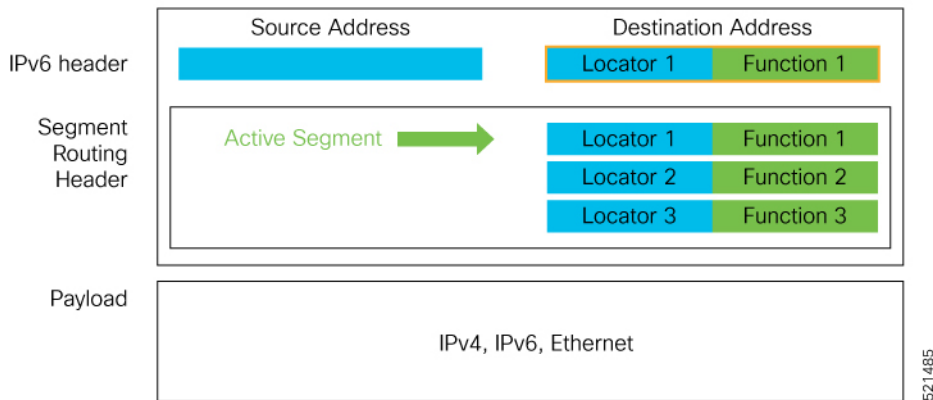 Source Address
Destination Address
IPv6 header
Locator 1 Function 1
Segment
Routing
Header
Active Segment
Locator 1 Function 1
Locator 2 Function 2
Locator 3 Function 3
Payload
IPv4, IPv6, Ethernet
521485